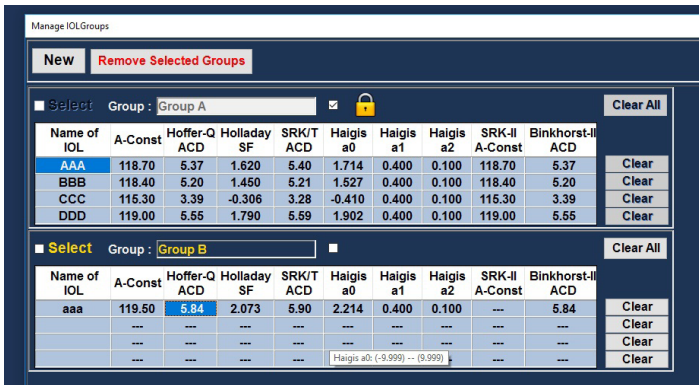 Manage IOLGroups
New Remove Selected Groups
Select Group : Group A Clear All
Name of IOL A-Const Hoffer-Q ACD Holladay SF SRK/T ACD Haigis a0 Haigis a1 Haigis a2 SRK-II A-Const Binkhorst-II ACD
AAA 118.70 5.37 1.620 5.40 1.714 0.400 0.100 118.70 5.37 Clear
BBB 118.40 5.20 1.450 5.21 1.527 0.400 0.100 118.40 5.20 Clear
CCC 115.30 3.39 -0.306 3.28 -0.410 0.400 0.100 115.30 3.39 Clear
DDD 119.00 5.55 1.790 5.59 1.902 0.400 0.100 119.00 5.55 Clear
Select Group : Group B Clear All
Name of IOL A-Const Hoffer-Q ACD Holladay SF SRK/T ACD Haigis a0 Haigis a1 Haigis a2 SRK-II A-Const Binkhorst-II ACD
aaa 119.50 5.84 2.073 5.90 2.214 0.400 0.100 --- 5.84 Clear
--- --- --- --- --- --- --- --- --- --- Clear
--- --- --- --- --- --- --- --- --- --- Clear
--- --- --- --- --- Haigis a0: (-9.999) -- (9.999) --- --- Clear